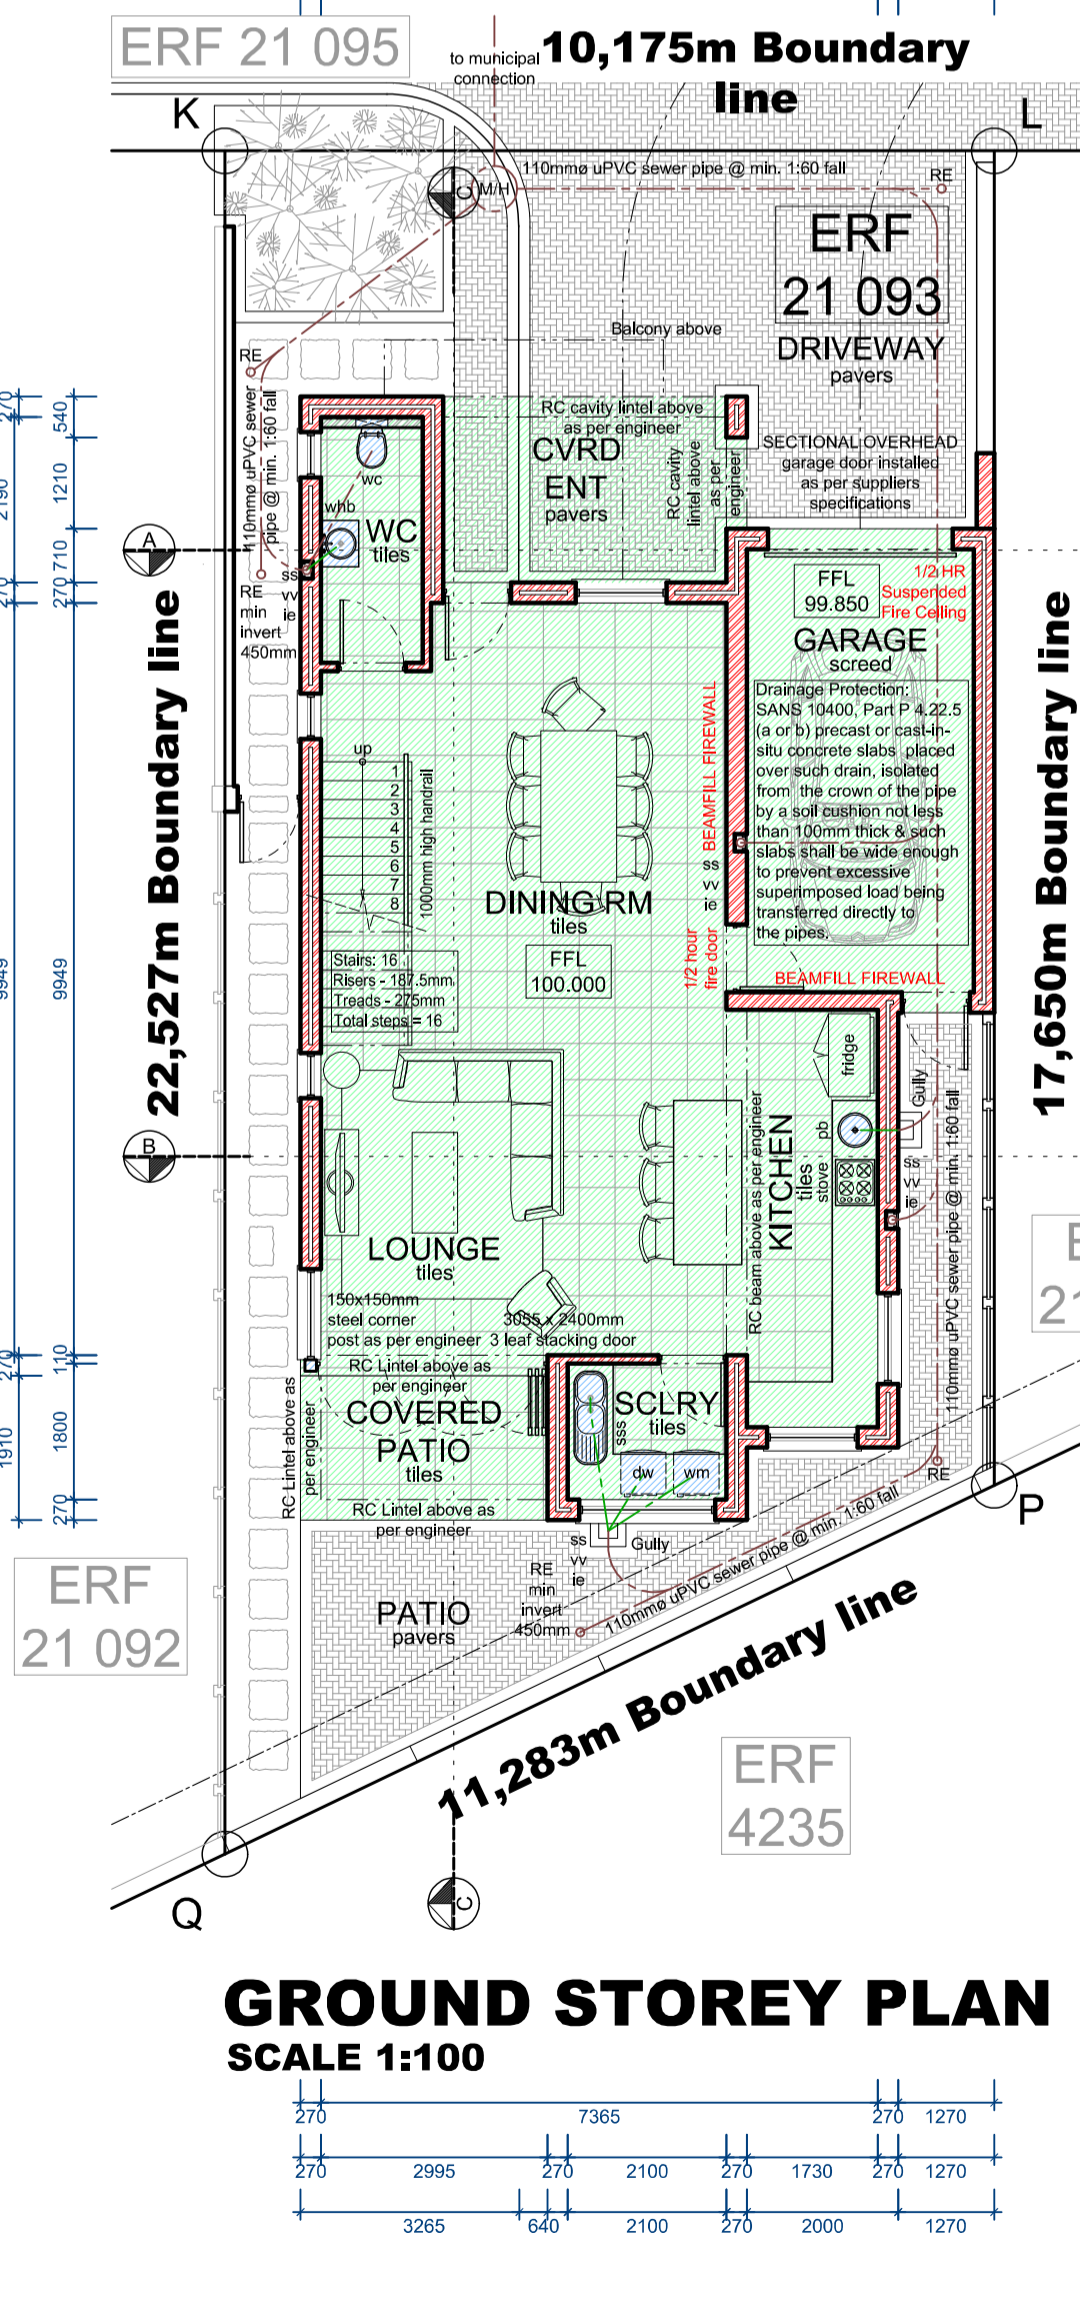 ERF 21 095
to municipal
connection
10,175m Boundary
line
K
L
110mmø uPVC sewer pipe @ min. 1:60 fall
RE
C
M/H
ERF
21 093
DRIVEWAY
pavers
Balcony above
RE
110mmø uPVC sewer
pipe @ min. 1:60 fall
RC cavity lintel above
as per engineer
CVRD
ENT
pavers
RC cavity
lintel above
as per
engineer
SECTIONAL OVERHEAD
garage door installed
as per suppliers
specifications
wc
whb
WC
tiles
A
ss
vv
ie
RE
min
invert
450mm
FFL
99.850
1/2 HR
Suspended
Fire Ceiling
GARAGE
screed
Drainage Protection:
SANS 10400, Part P 4.22.5
(a or b) precast or cast-in-
situ concrete slabs placed
over such drain, isolated
from the crown of the pipe
by a soil cushion not less
than 100mm thick & such
slabs shall be wide enough
to prevent excessive
superimposed load being
transferred directly to
the pipes.
BEAMFILL FIREWALL
22,527m Boundary line
17,650m Boundary line
up
1
2
3
4
5
6
7
8
1000mm high handrail
DINING RM
tiles
ss
vv
ie
FFL
100.000
1/2 hour
fire door
BEAMFILL FIREWALL
Stairs: 16
Risers - 187.5mm
Treads - 275mm
Total steps = 16
fridge
Gully
pb
KITCHEN
tiles
stove
RC beam above as per engineer
ss
vv
ie
110mmø uPVC sewer pipe @ min. 1:60 fall
B
LOUNGE
tiles
150x150mm
steel corner
post as per engineer
3055 x 2400mm
3 leaf stacking door
RC Lintel above as
per engineer
COVERED
PATIO
tiles
RC Lintel above as
per engineer
RC Lintel above as
per engineer
SCLRY
tiles
sss
dw
wm
RE
P
ss
vv
ie
Gully
RE
min
invert
450mm
110mmø uPVC sewer pipe @ min. 1:60 fall
PATIO
pavers
11,283m Boundary line
ERF
21 092
ERF
4235
Q
C
270
540
2190
1210
710
270
270
9949
9949
270
110
1910
1800
270
GROUND STOREY PLAN
SCALE 1:100
270 7365 270 1270
270 2995 270 2100 270 1730 270 1270
3265 640 2100 270 2000 1270